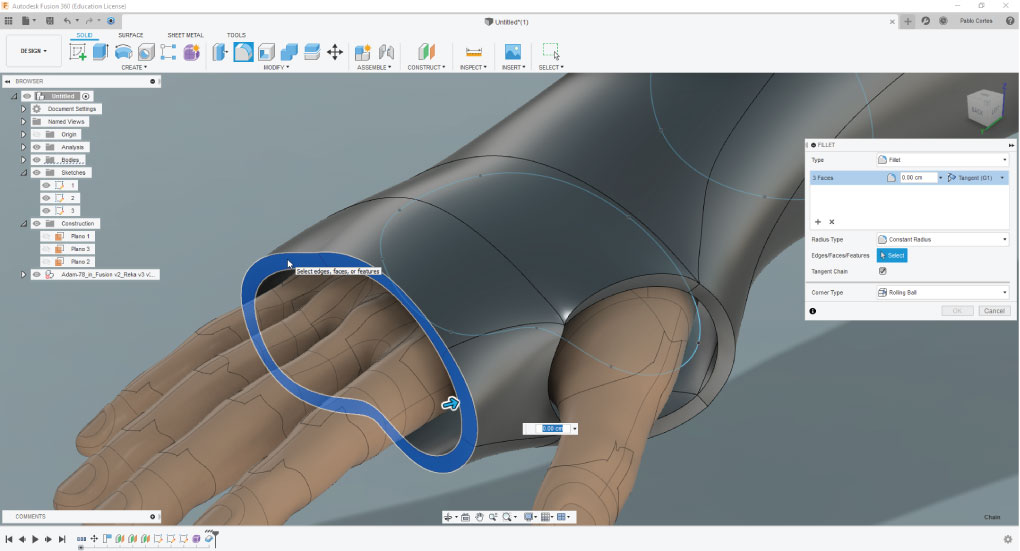 Autodesk Fusion 360 (Education License)
Untitled*(1)
Pablo Cortes
DESIGN
SOLID SURFACE SHEET METAL TOOLS
CREATE MODIFY ASSEMBLE CONSTRUCT INSPECT INSERT SELECT
BROWSER
Untitled
Document Settings
Named Views
Origin
Analysis
Bodies
Sketches
1
2
3
Construction
Plano 1
Plano 3
Plano 2
Adam-78_in_Fusion v2_Reka v3 v...
Select edges, faces, or features
0.00 cm
BACK
LEFT
Z
FILLET
Type Fillet
3 Faces 0.00 cm Tangent (G1)
Radius Type Constant Radius
Edges/Faces/Features Select
Tangent Chain
Corner Type Rolling Ball
OK Cancel
COMMENTS
Chain